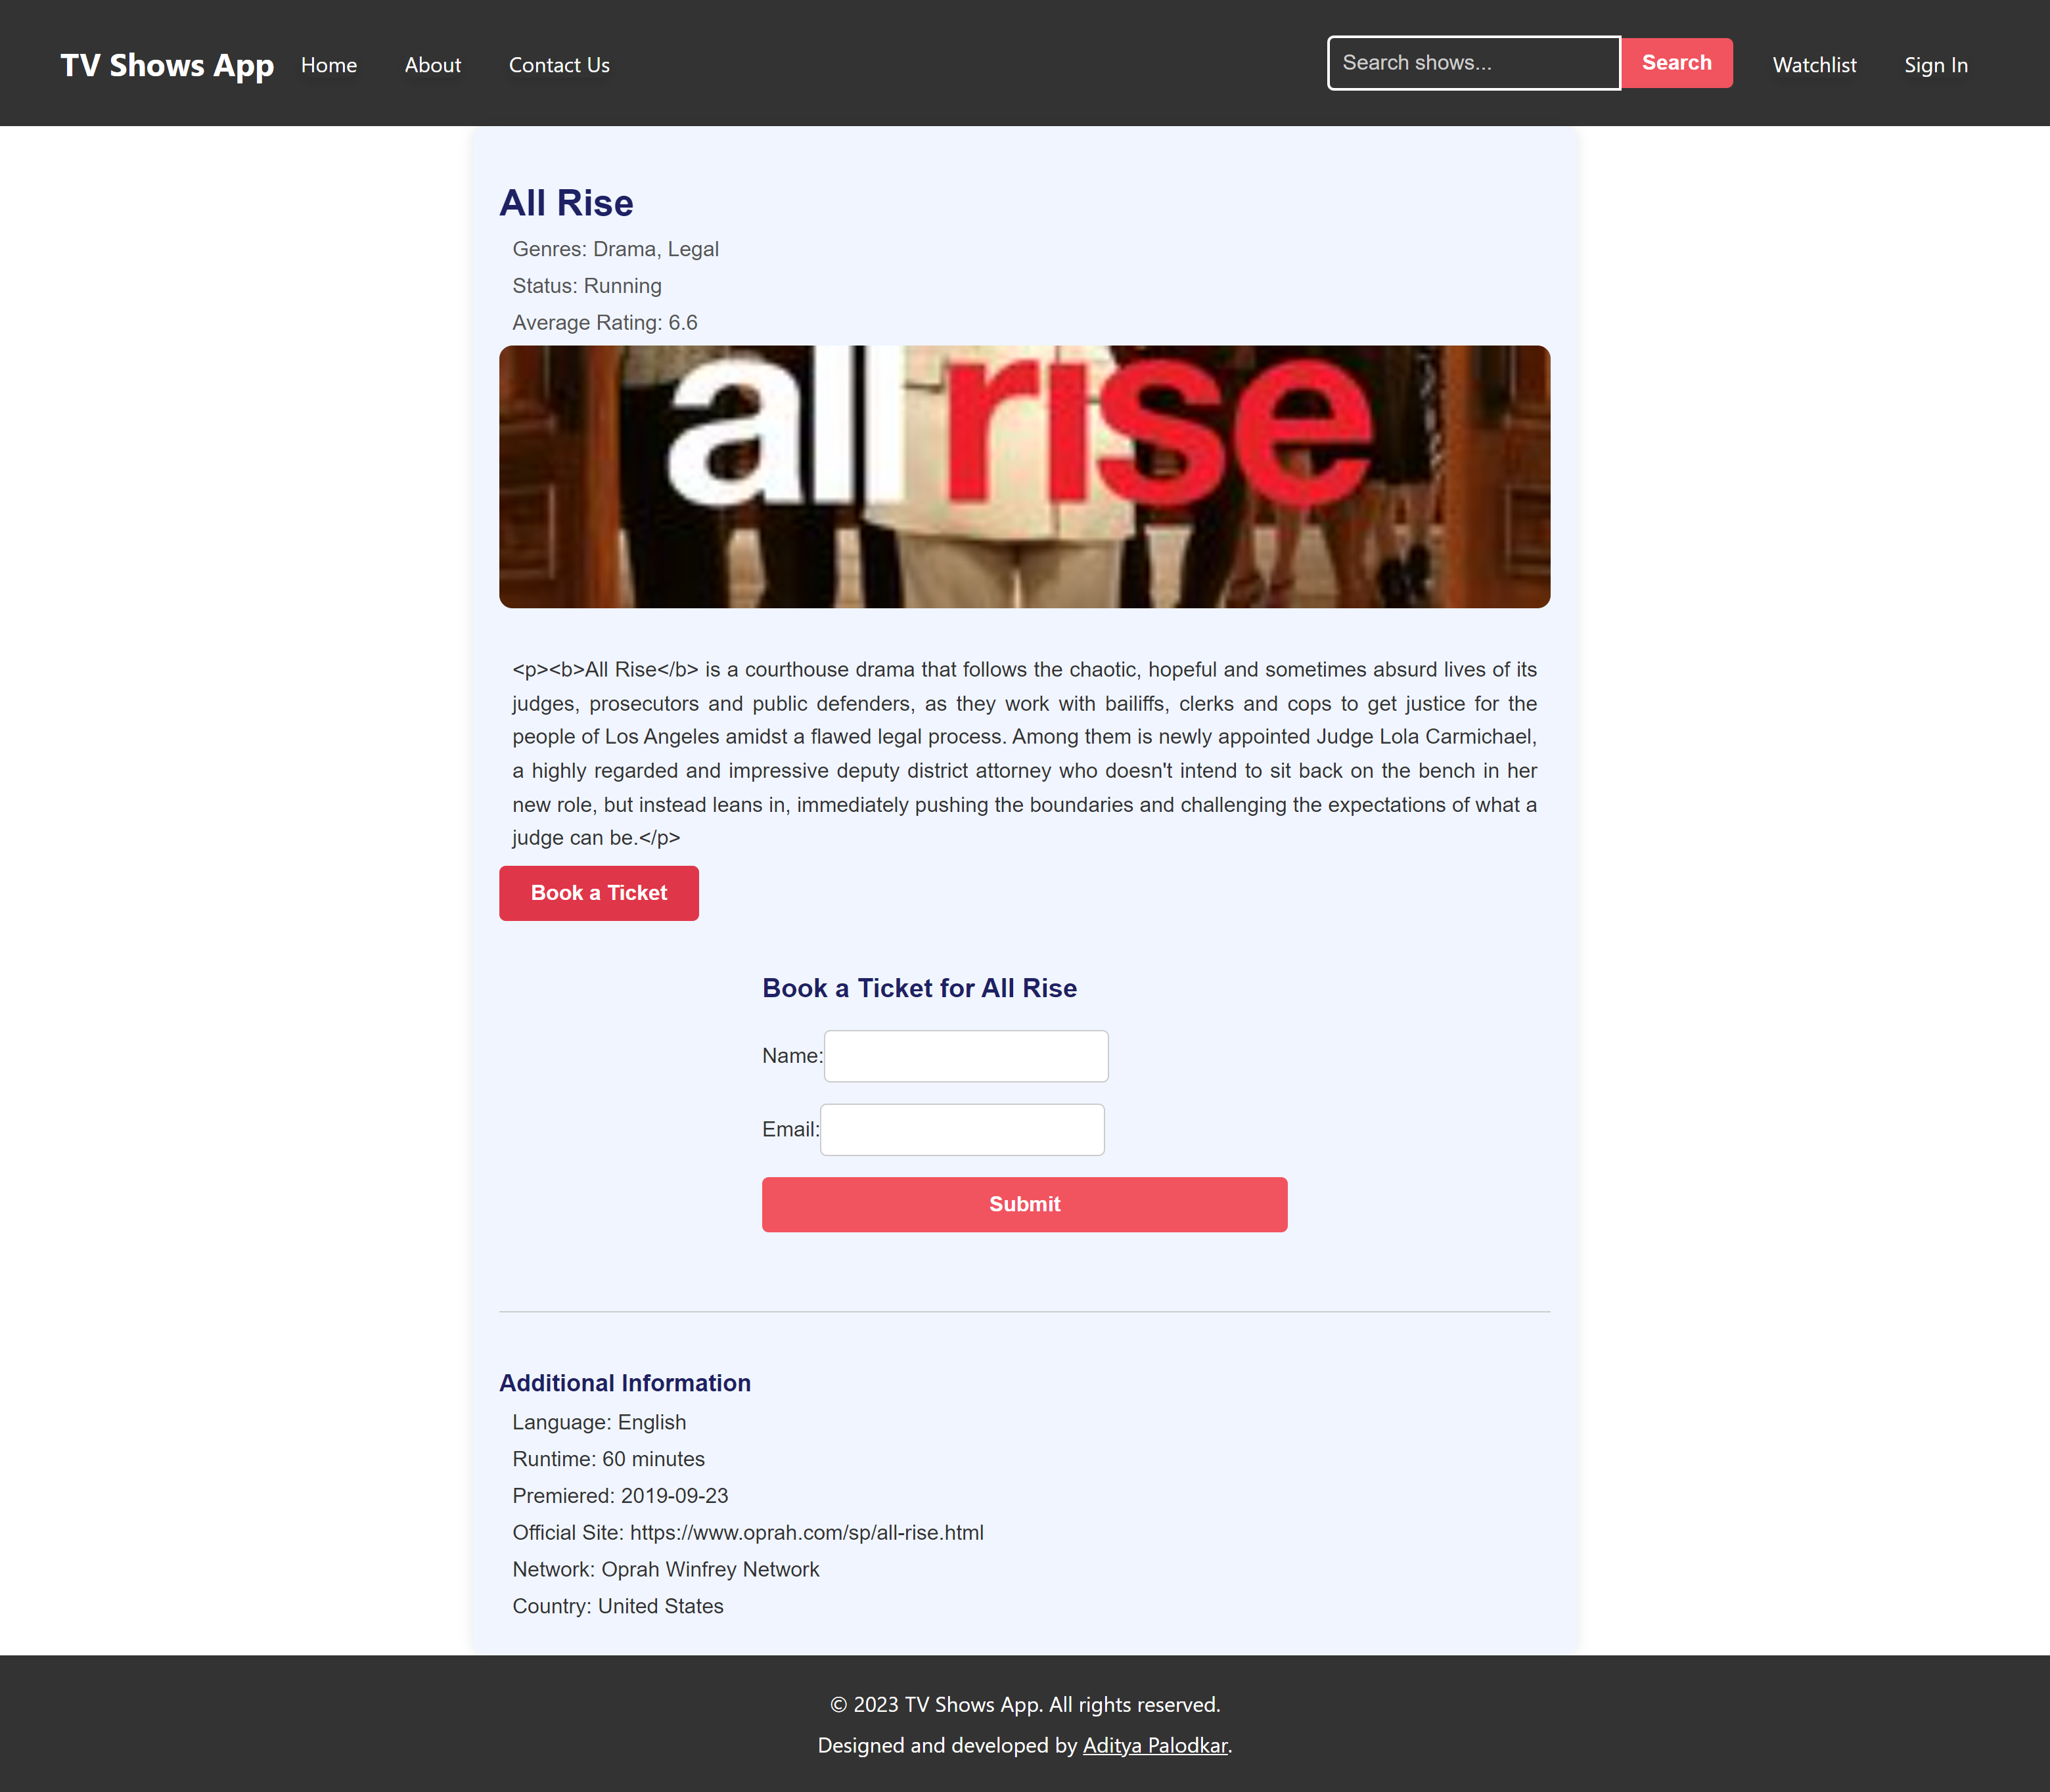 TV Shows App
Home
About
Contact Us
Search shows...
Search
Watchlist
Sign In
All Rise
Genres: Drama, Legal
Status: Running
Average Rating: 6.6
all rise
<p><b>All Rise</b> is a courthouse drama that follows the chaotic, hopeful and sometimes absurd lives of its
judges, prosecutors and public defenders, as they work with bailiffs, clerks and cops to get justice for the
people of Los Angeles amidst a flawed legal process. Among them is newly appointed Judge Lola Carmichael,
a highly regarded and impressive deputy district attorney who doesn't intend to sit back on the bench in her
new role, but instead leans in, immediately pushing the boundaries and challenging the expectations of what a
judge can be.</p>
Book a Ticket
Book a Ticket for All Rise
Name:
Email:
Submit
Additional Information
Language: English
Runtime: 60 minutes
Premiered: 2019-09-23
Official Site: https://www.oprah.com/sp/all-rise.html
Network: Oprah Winfrey Network
Country: United States
© 2023 TV Shows App. All rights reserved.
Designed and developed by Aditya Palodkar.